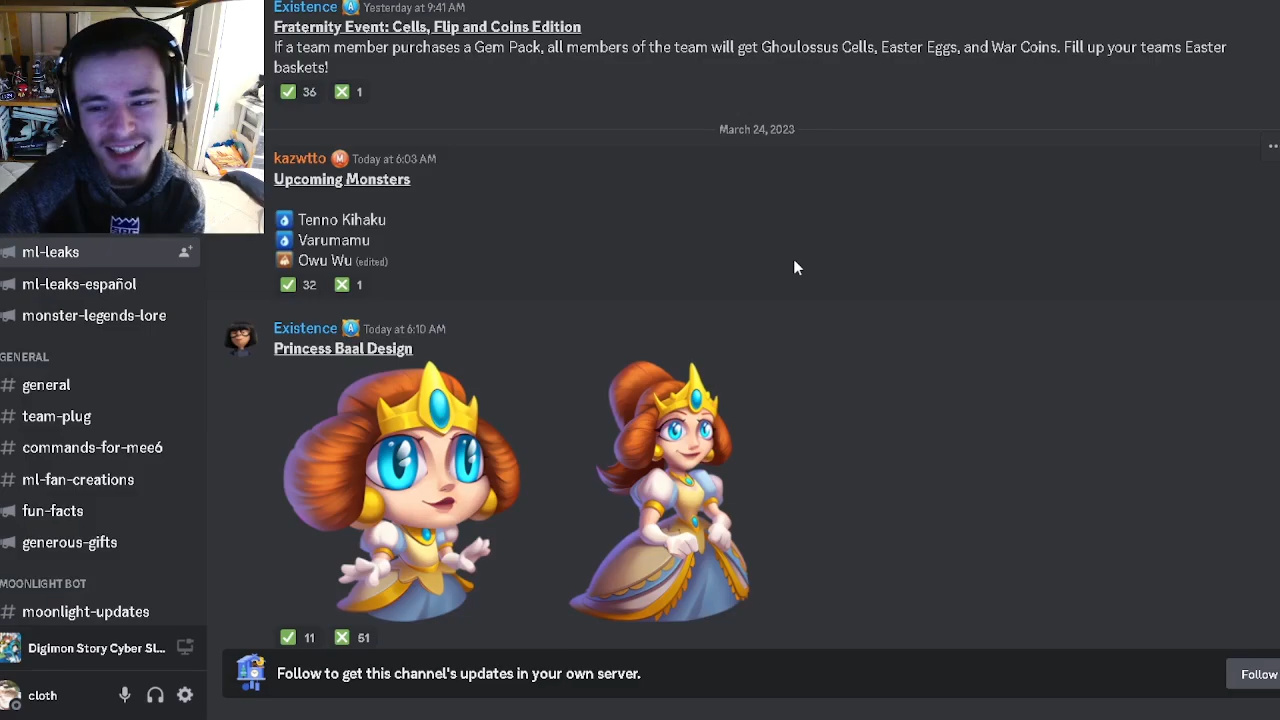 Existence Yesterday at 9:41 AM
Fraternity Event: Cells, Flip and Coins Edition
If a team member purchases a Gem Pack, all members of the team will get Ghoulossus Cells, Easter Eggs, and War Coins. Fill up your teams Easter
baskets!
36 1
March 24, 2023
kazwtto M Today at 6:03 AM
Upcoming Monsters
Tenno Kihaku
Varumamu
Owu Wu (edited)
32 1
Existence Today at 6:10 AM
Princess Baal Design
11 51
Follow to get this channel's updates in your own server.
Follow
ml-leaks
ml-leaks-español
monster-legends-lore
GENERAL
general
team-plug
commands-for-mee6
ml-fan-creations
fun-facts
generous-gifts
MOONLIGHT BOT
moonlight-updates
Digimon Story Cyber Sl...
cloth